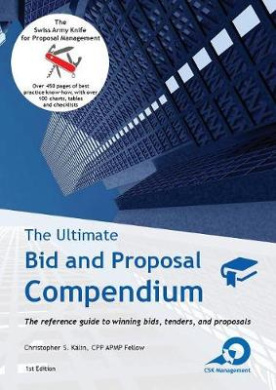 The
Swiss Army Knife
for Proposal Management
Over 450 pages of best
practice know-how, with over
100 charts, tables
and checklists
The Ultimate
Bid and Proposal
Compendium
The reference guide to winning bids, tenders, and proposals
Christopher S. Kälin, CPP APMP Fellow
1st Edition
CSK Management